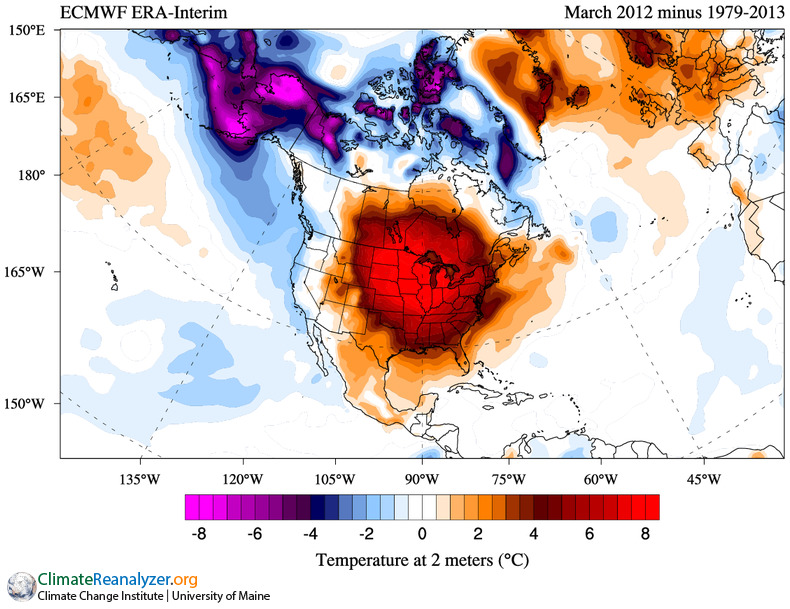 ECMWF ERA-Interim
March 2012 minus 1979-2013
150°E
165°E
180°
165°W
150°W
135°W 120°W 105°W 90°W 75°W 60°W 45°W
-8 -6 -4 -2 0 2 4 6 8
Temperature at 2 meters (°C)
ClimateReanalyzer.org
Climate Change Institute | University of Maine